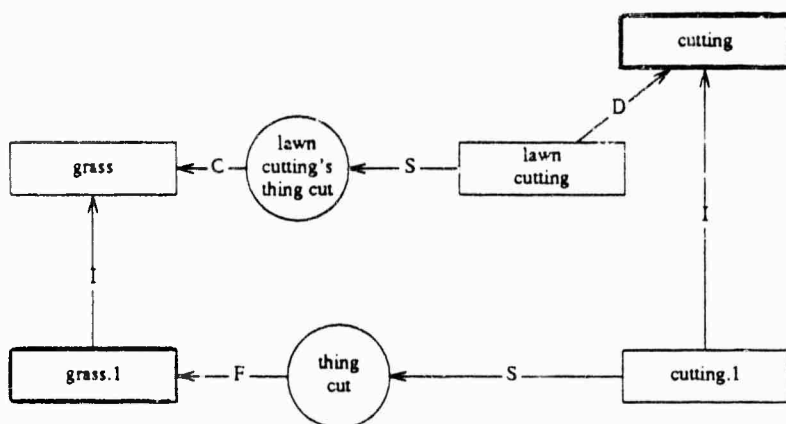 cutting
D
lawn
cutting's
thing cut
grass
C
S
lawn
cutting
I
I
grass.1
F
thing
cut
S
cutting.1